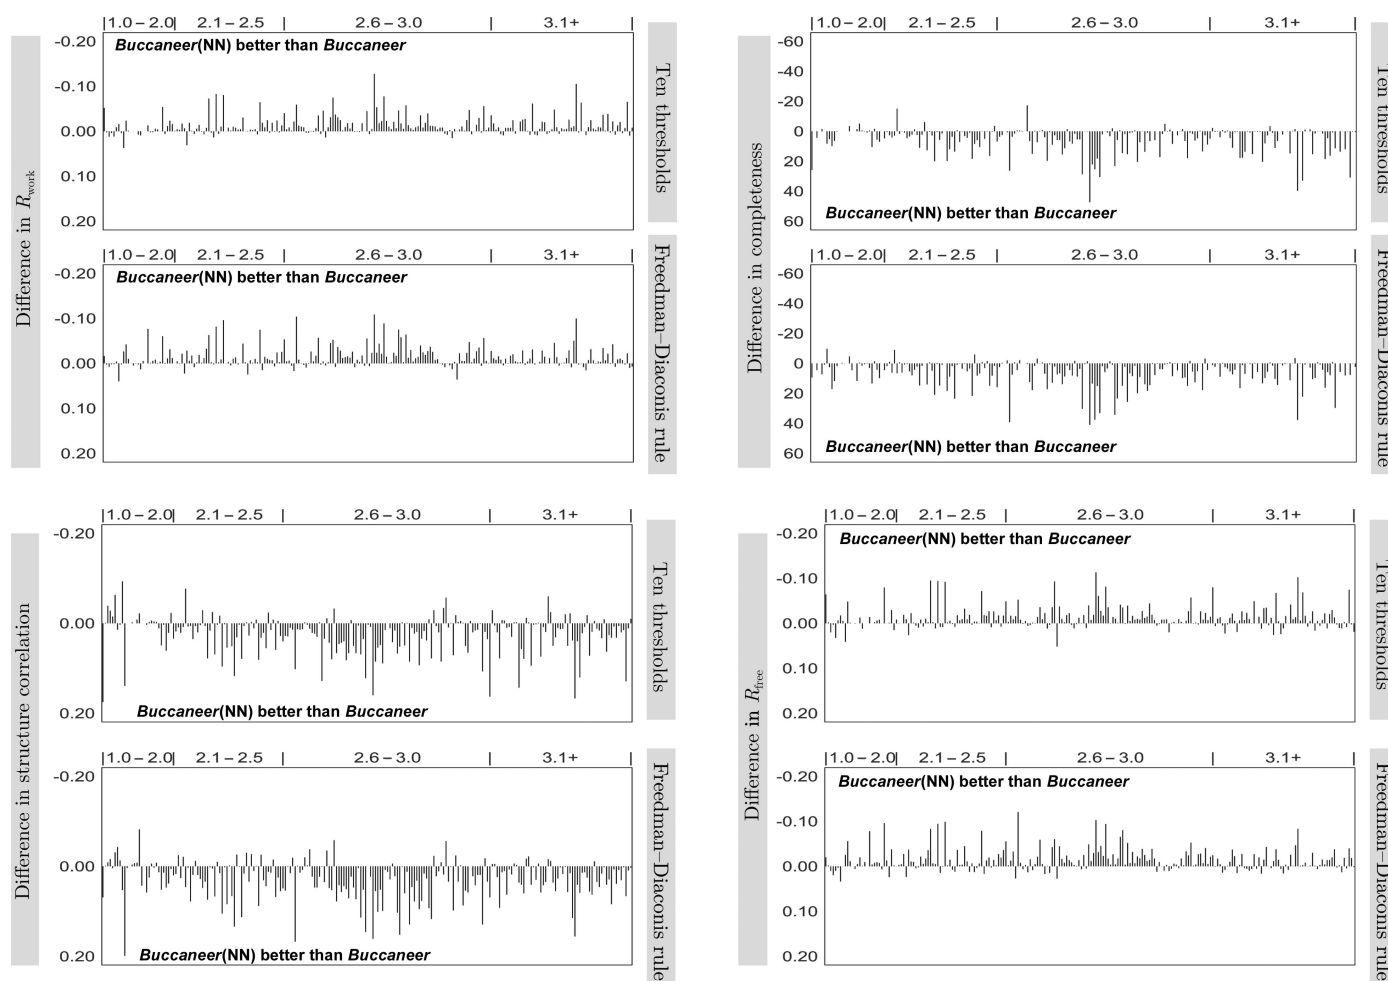 Difference in Rwork
|1.0 – 2.0| 2.1 – 2.5 | 2.6 – 3.0 | 3.1+ |
-0.20
Buccaneer(NN) better than Buccaneer
-0.10
0.00
0.10
0.20
Ten thresholds
|1.0 – 2.0| 2.1 – 2.5 | 2.6 – 3.0 | 3.1+ |
-0.20
Buccaneer(NN) better than Buccaneer
-0.10
0.00
0.10
0.20
Freedman–Diaconis rule
Difference in completeness
|1.0 – 2.0| 2.1 – 2.5 | 2.6 – 3.0 | 3.1+ |
-60
-40
-20
0
20
40
Buccaneer(NN) better than Buccaneer
60
Ten thresholds
|1.0 – 2.0| 2.1 – 2.5 | 2.6 – 3.0 | 3.1+ |
-60
-40
-20
0
20
40
Buccaneer(NN) better than Buccaneer
60
Freedman–Diaconis rule
Difference in structure correlation
|1.0 – 2.0| 2.1 – 2.5 | 2.6 – 3.0 | 3.1+ |
-0.20
0.00
0.20
Buccaneer(NN) better than Buccaneer
Ten thresholds
|1.0 – 2.0| 2.1 – 2.5 | 2.6 – 3.0 | 3.1+ |
-0.20
0.00
0.20
Buccaneer(NN) better than Buccaneer
Freedman–Diaconis rule
Difference in Rfree
|1.0 – 2.0| 2.1 – 2.5 | 2.6 – 3.0 | 3.1+ |
-0.20
Buccaneer(NN) better than Buccaneer
-0.10
0.00
0.10
0.20
Ten thresholds
|1.0 – 2.0| 2.1 – 2.5 | 2.6 – 3.0 | 3.1+ |
-0.20
Buccaneer(NN) better than Buccaneer
-0.10
0.00
0.10
0.20
Freedman–Diaconis rule